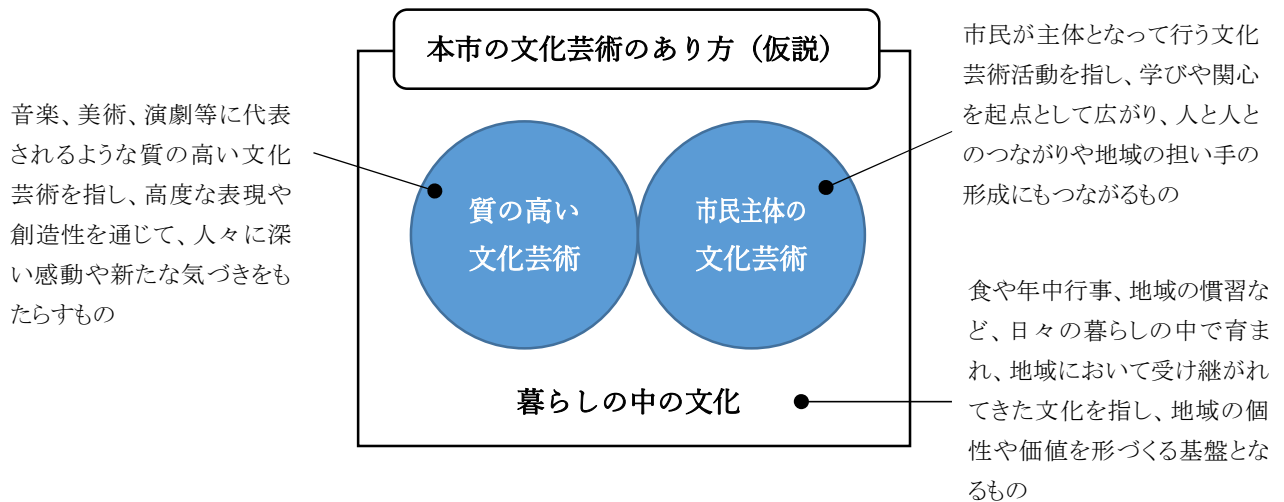 本市の文化芸術のあり方（仮説）
音楽、美術、演劇等に代表
されるような質の高い文化
芸術を指し、高度な表現や
創造性を通じて、人々に深
い感動や新たな気づきをも
たらすもの
質の高い
文化芸術
市民主体の
文化芸術
市民が主体となって行う文化
芸術活動を指し、学びや関心
を起点として広がり、人と人と
のつながりや地域の担い手の
形成にもつながるもの
暮らしの中の文化
食や年中行事、地域の慣習な
ど、日々の暮らしの中で育ま
れ、地域において受け継がれ
てきた文化を指し、地域の個
性や価値を形づくる基盤とな
るもの